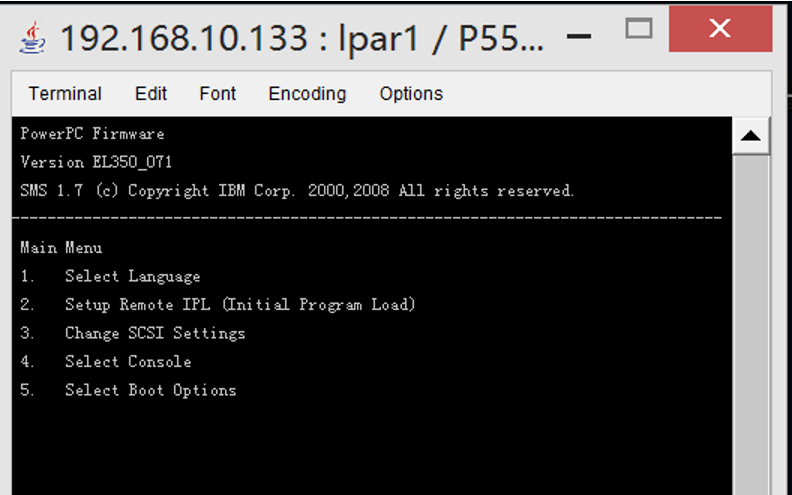 192.168.10.133 : lpar1 / P55...
Terminal Edit Font Encoding Options
PowerPC Firmware
Version EL350_071
SMS 1.7 (c) Copyright IBM Corp. 2000,2008 All rights reserved.
--------------------------------------------------------------------------------
Main Menu
1. Select Language
2. Setup Remote IPL (Initial Program Load)
3. Change SCSI Settings
4. Select Console
5. Select Boot Options